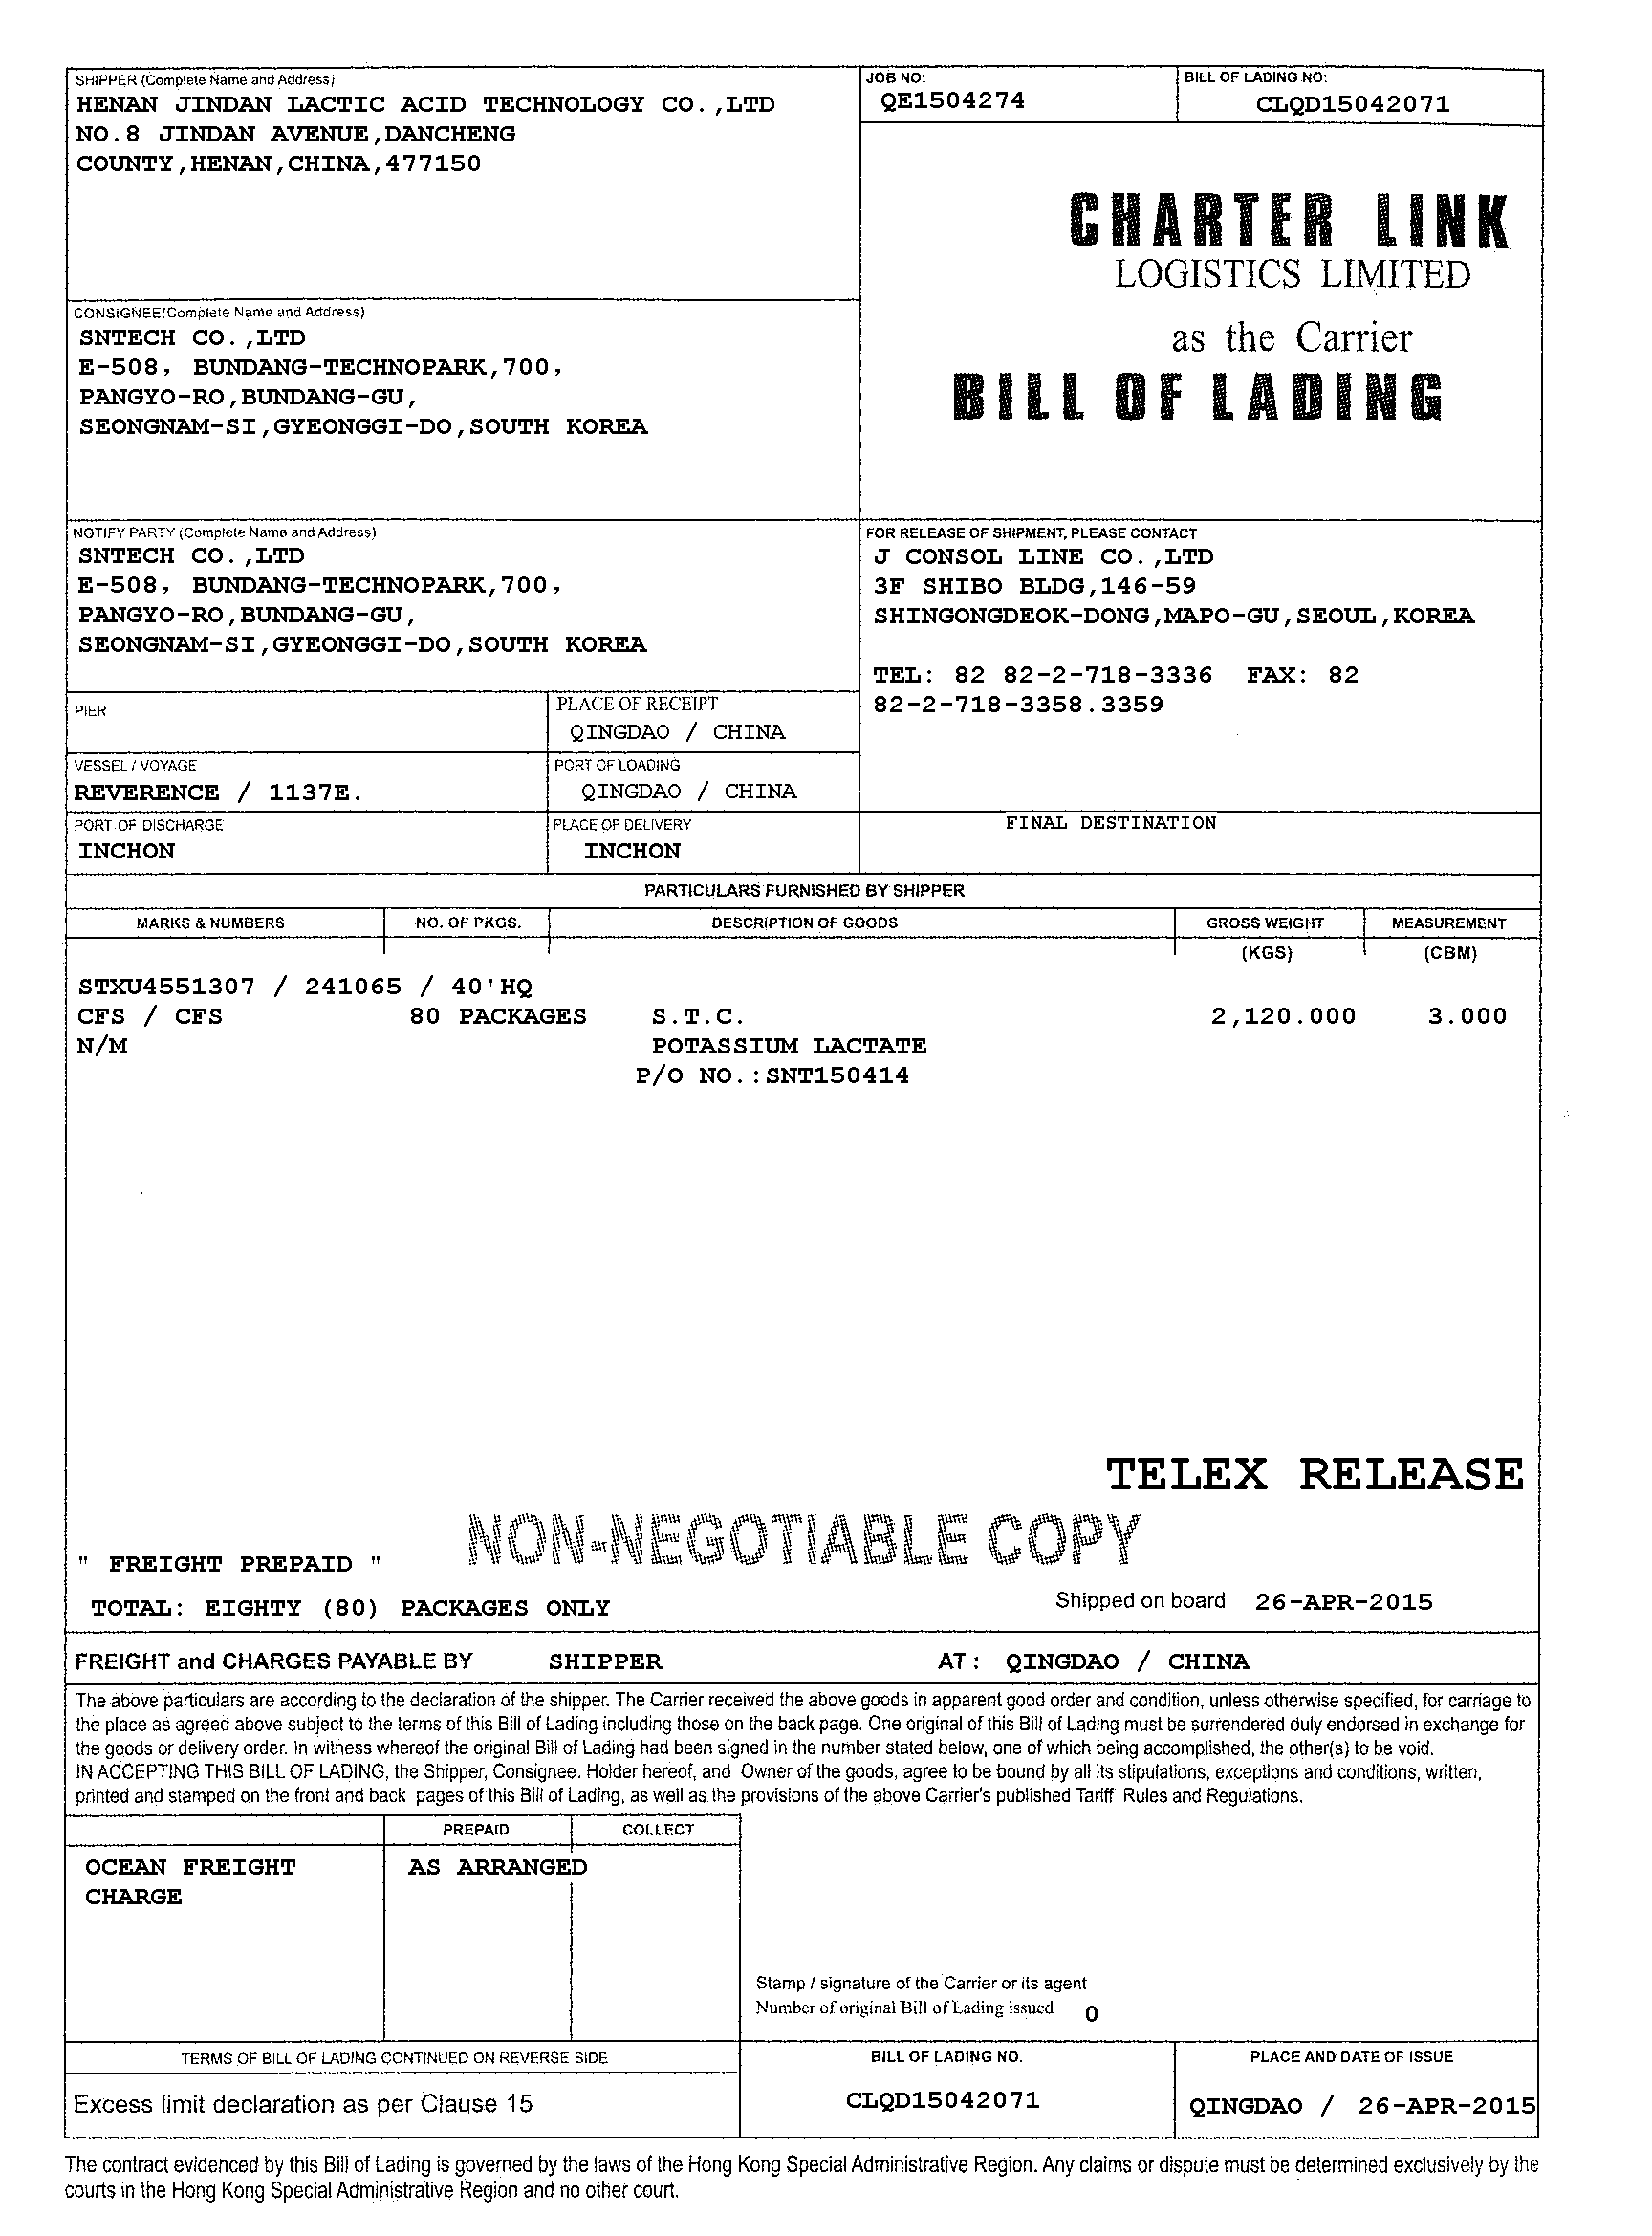 SHIPPER (Complete Name and Address)
HENAN JINDAN LACTIC ACID TECHNOLOGY CO.,LTD
NO.8 JINDAN AVENUE,DANCHENG
COUNTY,HENAN,CHINA,477150
JOB NO:
QE1504274
BILL OF LADING NO:
CLQD15042071
CHARTER LINK
LOGISTICS LIMITED
as the Carrier
BILL OF LADING
CONSIGNEE(Complete Name and Address)
SNTECH CO.,LTD
E-508, BUNDANG-TECHNOPARK,700,
PANGYO-RO,BUNDANG-GU,
SEONGNAM-SI,GYEONGGI-DO,SOUTH KOREA
NOTIFY PARTY (Complete Name and Address)
SNTECH CO.,LTD
E-508, BUNDANG-TECHNOPARK,700,
PANGYO-RO,BUNDANG-GU,
SEONGNAM-SI,GYEONGGI-DO,SOUTH KOREA
FOR RELEASE OF SHIPMENT, PLEASE CONTACT
J CONSOL LINE CO.,LTD
3F SHIBO BLDG,146-59
SHINGONGDEOK-DONG,MAPO-GU,SEOUL,KOREA
TEL: 82 82-2-718-3336 FAX: 82
82-2-718-3358.3359
PIER
PLACE OF RECEIPT
QINGDAO / CHINA
VESSEL / VOYAGE
REVERENCE / 1137E.
PORT OF LOADING
QINGDAO / CHINA
PORT OF DISCHARGE
INCHON
PLACE OF DELIVERY
INCHON
FINAL DESTINATION
PARTICULARS FURNISHED BY SHIPPER
MARKS & NUMBERS NO. OF PKGS. DESCRIPTION OF GOODS GROSS WEIGHT MEASUREMENT
(KGS) (CBM)
STXU4551307 / 241065 / 40'HQ
CFS / CFS 80 PACKAGES S.T.C. 2,120.000 3.000
N/M POTASSIUM LACTATE
P/O NO.:SNT150414
TELEX RELEASE
NON-NEGOTIABLE COPY
" FREIGHT PREPAID "
TOTAL: EIGHTY (80) PACKAGES ONLY
Shipped on board 26-APR-2015
FREIGHT and CHARGES PAYABLE BY SHIPPER AT: QINGDAO / CHINA
The above particulars are according to the declaration of the shipper. The Carrier received the above goods in apparent good order and condition, unless otherwise specified, for carriage to
the place as agreed above subject to the terms of this Bill of Lading including those on the back page. One original of this Bill of Lading must be surrendered duly endorsed in exchange for
the goods or delivery order. In witness whereof the original Bill of Lading had been signed in the number stated below, one of which being accomplished, the other(s) to be void.
IN ACCEPTING THIS BILL OF LADING, the Shipper, Consignee. Holder hereof, and Owner of the goods, agree to be bound by all its stipulations, exceptions and conditions, written,
printed and stamped on the front and back pages of this Bill of Lading, as well as the provisions of the above Carrier's published Tariff Rules and Regulations.
PREPAID COLLECT
OCEAN FREIGHT AS ARRANGED
CHARGE
Stamp / signature of the Carrier or its agent
Number of original Bill of Lading issued 0
TERMS OF BILL OF LADING CONTINUED ON REVERSE SIDE
BILL OF LADING NO.
PLACE AND DATE OF ISSUE
Excess limit declaration as per Clause 15
CLQD15042071
QINGDAO / 26-APR-2015
The contract evidenced by this Bill of Lading is governed by the laws of the Hong Kong Special Administrative Region. Any claims or dispute must be determined exclusively by the
courts in the Hong Kong Special Administrative Region and no other court.